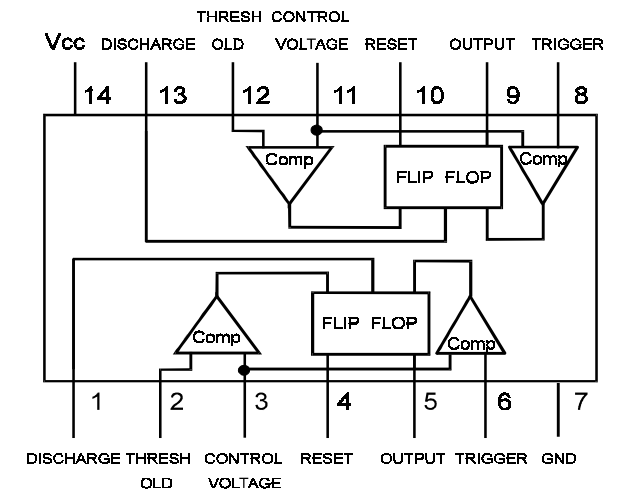 THRESH CONTROL
Vcc DISCHARGE OLD VOLTAGE RESET OUTPUT TRIGGER
14 13 12 11 10 9 8
Comp Comp
FLIP FLOP
FLIP FLOP
Comp Comp
1 2 3 4 5 6 7
DISCHARGE THRESH CONTROL RESET OUTPUT TRIGGER GND
OLD VOLTAGE